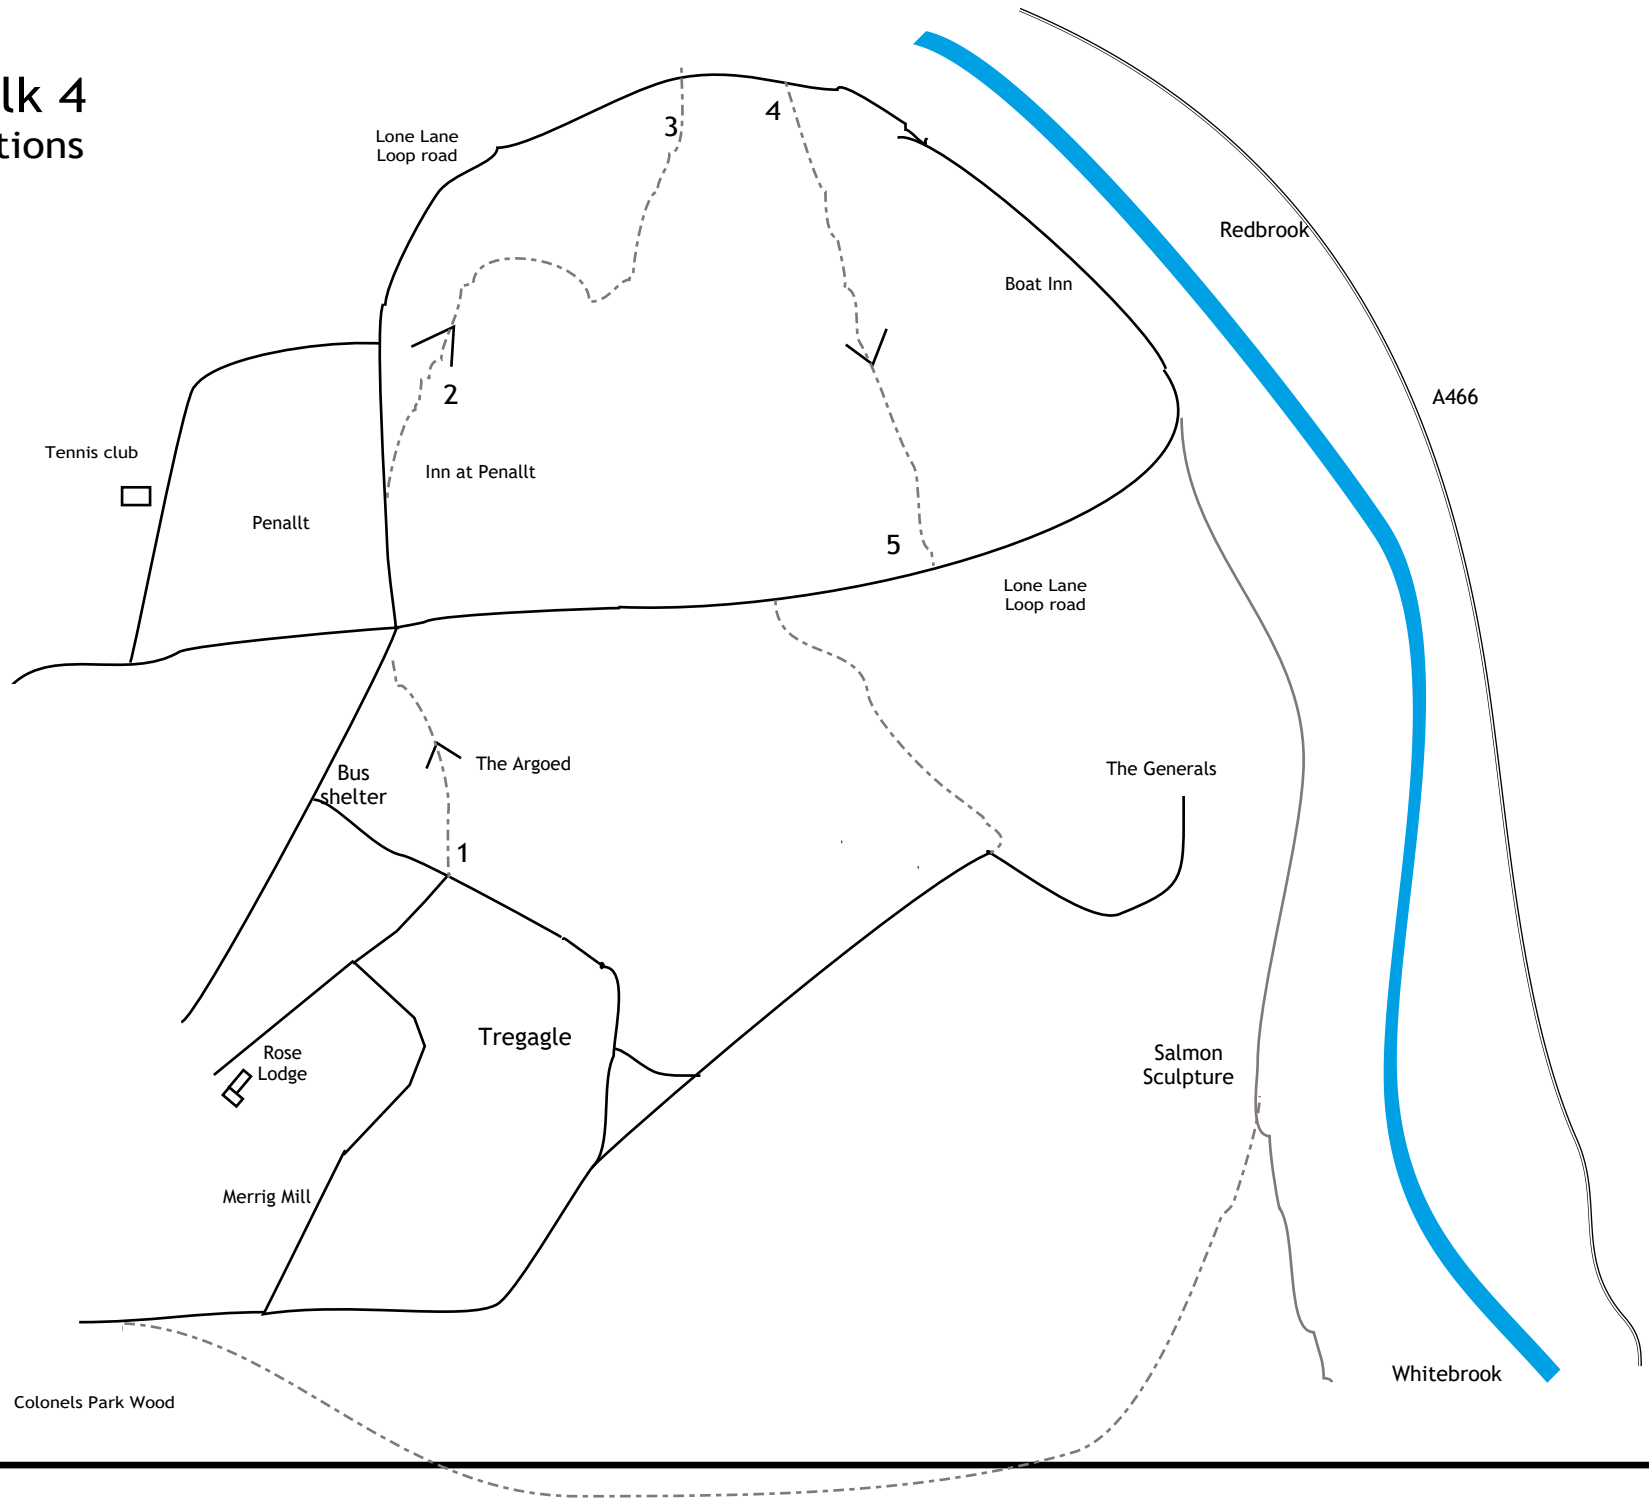 lk 4
tions
Lone Lane
Loop road
3
4
Redbrook
Boat Inn
2
A466
Tennis club
Inn at Penallt
Penallt
5
Lone Lane
Loop road
Bus
shelter
The Argoed
The Generals
1
Tregagle
Rose
Lodge
Salmon
Sculpture
Merrig Mill
Whitebrook
Colonels Park Wood